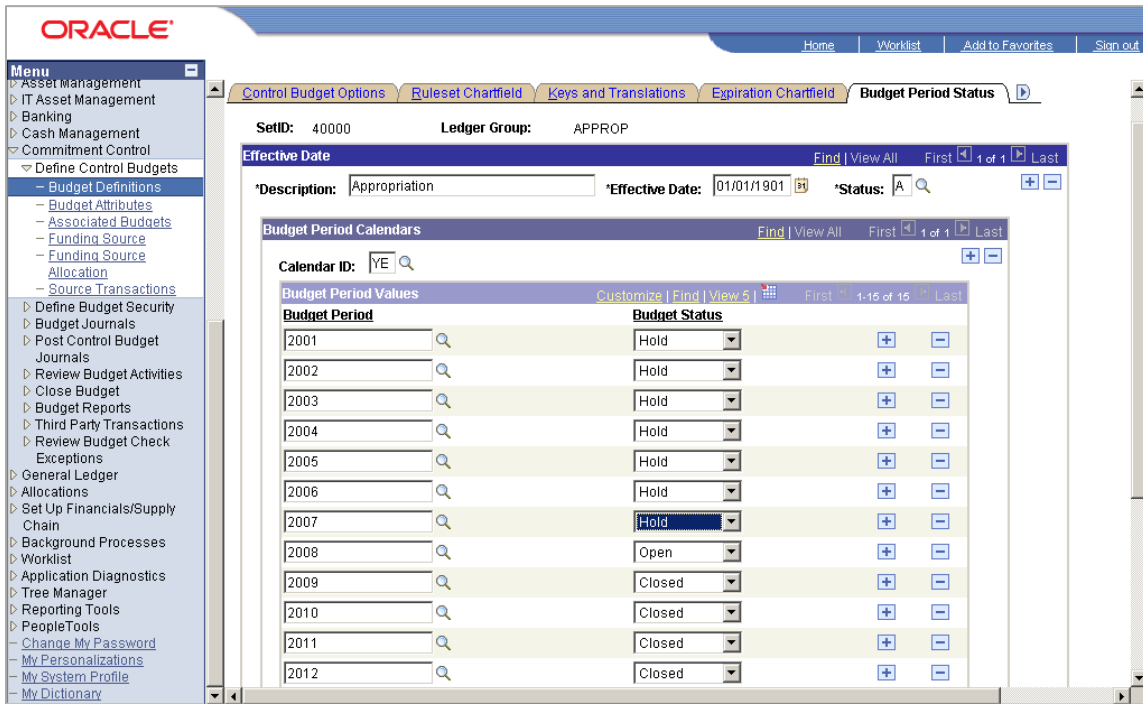 ORACLE®
Home Worklist Add to Favorites Sign out
Menu
Asset Management
IT Asset Management
Banking
Cash Management
Commitment Control
Define Control Budgets
Budget Definitions
Budget Attributes
Associated Budgets
Funding Source
Funding Source
Allocation
Source Transactions
Define Budget Security
Budget Journals
Post Control Budget
Journals
Review Budget Activities
Close Budget
Budget Reports
Third Party Transactions
Review Budget Check
Exceptions
General Ledger
Allocations
Set Up Financials/Supply
Chain
Background Processes
Worklist
Application Diagnostics
Tree Manager
Reporting Tools
PeopleTools
Change My Password
My Personalizations
My System Profile
My Dictionary
Control Budget Options Ruleset Chartfield Keys and Translations Expiration Chartfield Budget Period Status
SetID: 40000 Ledger Group: APPROP
Effective Date Find | View All First 1 of 1 Last
*Description: Appropriation *Effective Date: 01/01/1901 *Status: A
Budget Period Calendars Find | View All First 1 of 1 Last
Calendar ID: YE
Budget Period Values Customize | Find | View 5 | First 1-15 of 15 Last
Budget Period Budget Status
2001 Hold
2002 Hold
2003 Hold
2004 Hold
2005 Hold
2006 Hold
2007 Hold
2008 Open
2009 Closed
2010 Closed
2011 Closed
2012 Closed